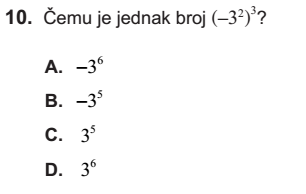 10. Čemu je jednak broj (–3²)³?
A. –3⁶
B. –3⁵
C. 3⁵
D. 3⁶